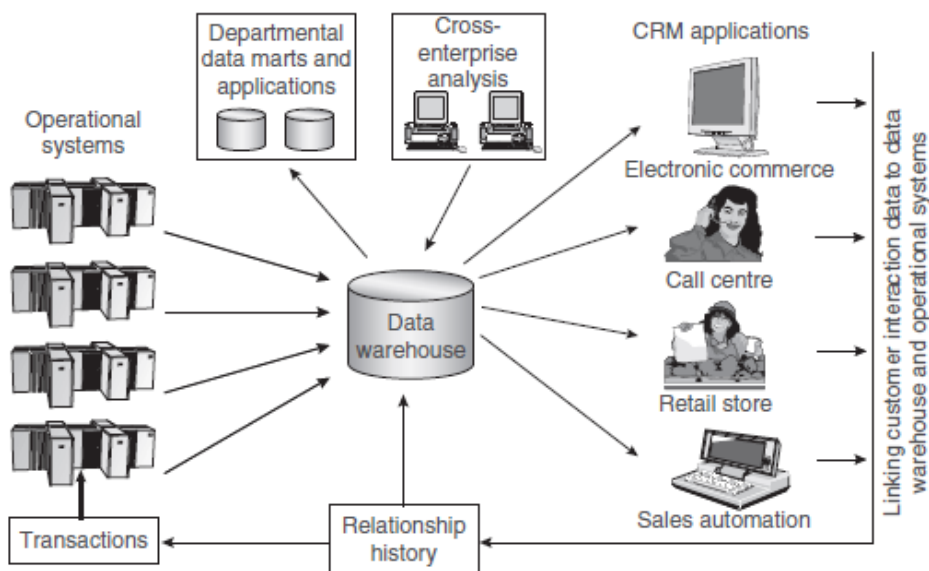 Departmental
data marts and
applications
Cross-
enterprise
analysis
CRM applications
Operational
systems
Electronic commerce
Call centre
Data
warehouse
Retail store
Sales automation
Transactions
Relationship
history
Linking customer interaction data to data
warehouse and operational systems